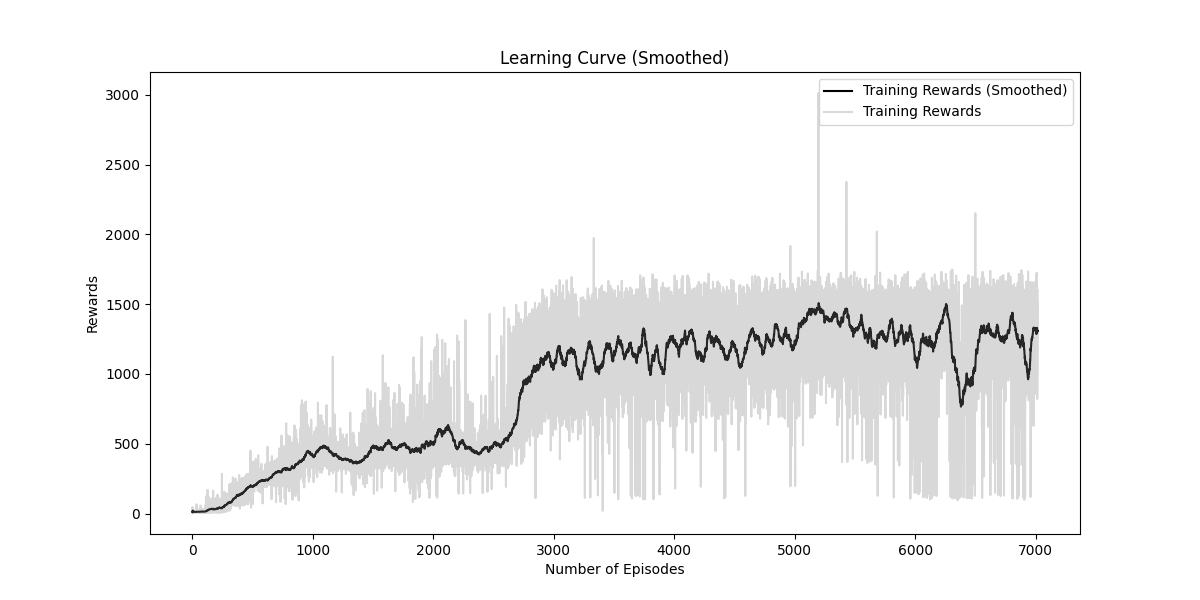 Learning Curve (Smoothed)
Training Rewards (Smoothed)
Training Rewards
3000
2500
2000
1500
1000
500
0
Rewards
0 1000 2000 3000 4000 5000 6000 7000
Number of Episodes